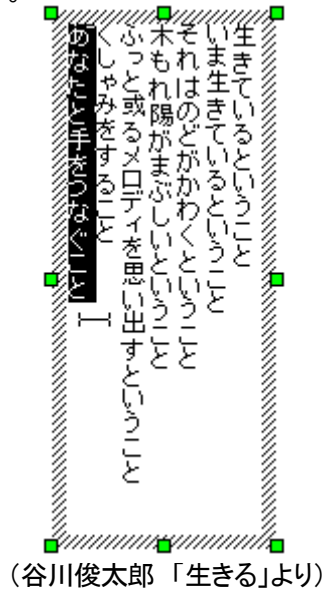 。
生きているということ
いま生きているということ
それはのどがかわくということ
木もれ陽がまぶしいということ
ふっと或るメロディを思い出すということ
くしゃみをすること
あなたと手をつなぐこと
(谷川俊太郎 「生きる」より)